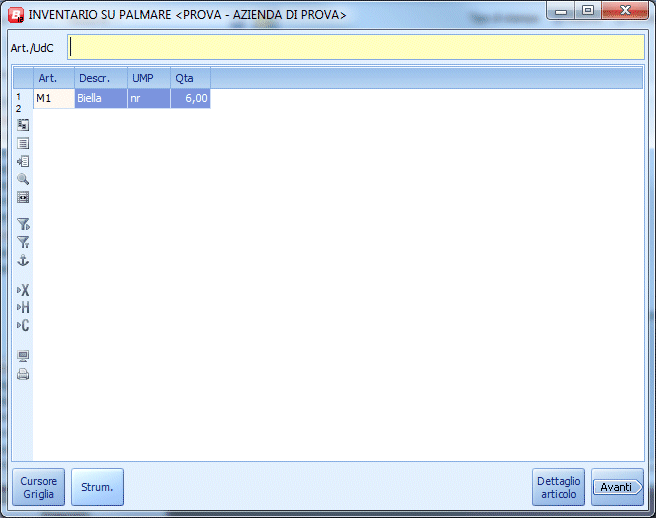 INVENTARIO SU PALMARE <PROVA - AZIENDA DI PROVA>
Art./UdC
Art. Descr. UMP Qta
1
2
M1 Biella nr 6,00
X
H
C
Cursore
Griglia
Strum.
Dettaglio
articolo
Avanti